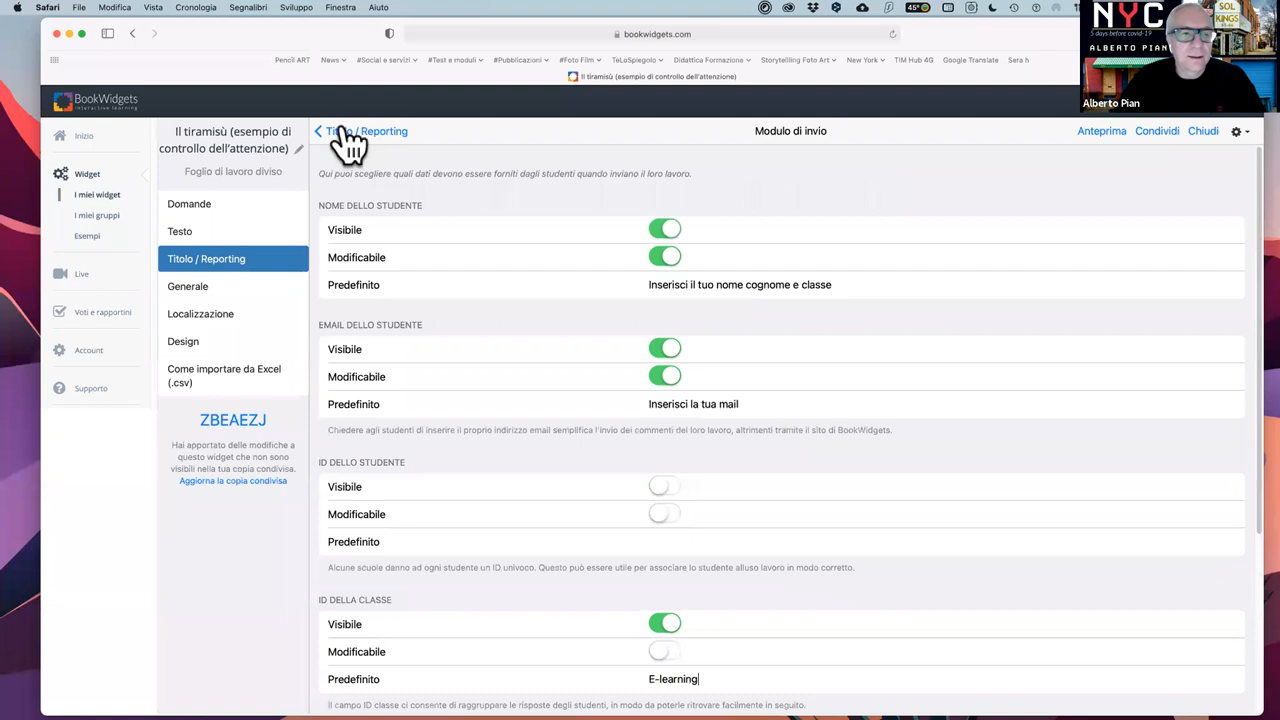 Safari File Modifica Vista Cronologia Segnalibri Sviluppo Finestra Aiuto
45°
bookwidgets.com
Pencil ART News #Social e servizi #Test e moduli #Pubblicazioni #Foto Film TeLoSpiegolo Didattica Formazione Storytelling Foto Art New York TIM Hub 4G Google Translate Sara h
Il tiramisù (esempio di controllo dell'attenzione)
NYC
5 days before covid-19
ALBERTO PIAN
SOL
KINGS
Alberto Pian
BookWidgets
interactive learning
Inizio
Widget
I miei widget
I miei gruppi
Esempi
Live
Voti e rapportini
Account
Supporto
Il tiramisù (esempio di
controllo dell'attenzione)
Foglio di lavoro diviso
Domande
Testo
Titolo / Reporting
Generale
Localizzazione
Design
Come importare da Excel
(.csv)
ZBEAEZJ
Hai apportato delle modifiche a
questo widget che non sono
visibili nella tua copia condivisa.
Aggiorna la copia condivisa
Titolo / Reporting
Modulo di invio
Anteprima Condividi Chiudi
Qui puoi scegliere quali dati devono essere forniti dagli studenti quando inviano il loro lavoro.
NOME DELLO STUDENTE
Visibile
Modificabile
Predefinito Inserisci il tuo nome cognome e classe
EMAIL DELLO STUDENTE
Visibile
Modificabile
Predefinito Inserisci la tua mail
Chiedere agli studenti di inserire il proprio indirizzo email semplifica l'invio dei commenti del loro lavoro, altrimenti tramite il sito di BookWidgets.
ID DELLO STUDENTE
Visibile
Modificabile
Predefinito
Alcune scuole danno ad ogni studente un ID univoco. Questo può essere utile per associare lo studente alluso lavoro in modo corretto.
ID DELLA CLASSE
Visibile
Modificabile
Predefinito E-learning
Il campo ID classe ci consente di raggruppare le risposte degli studenti, in modo da poterle ritrovare facilmente in seguito.